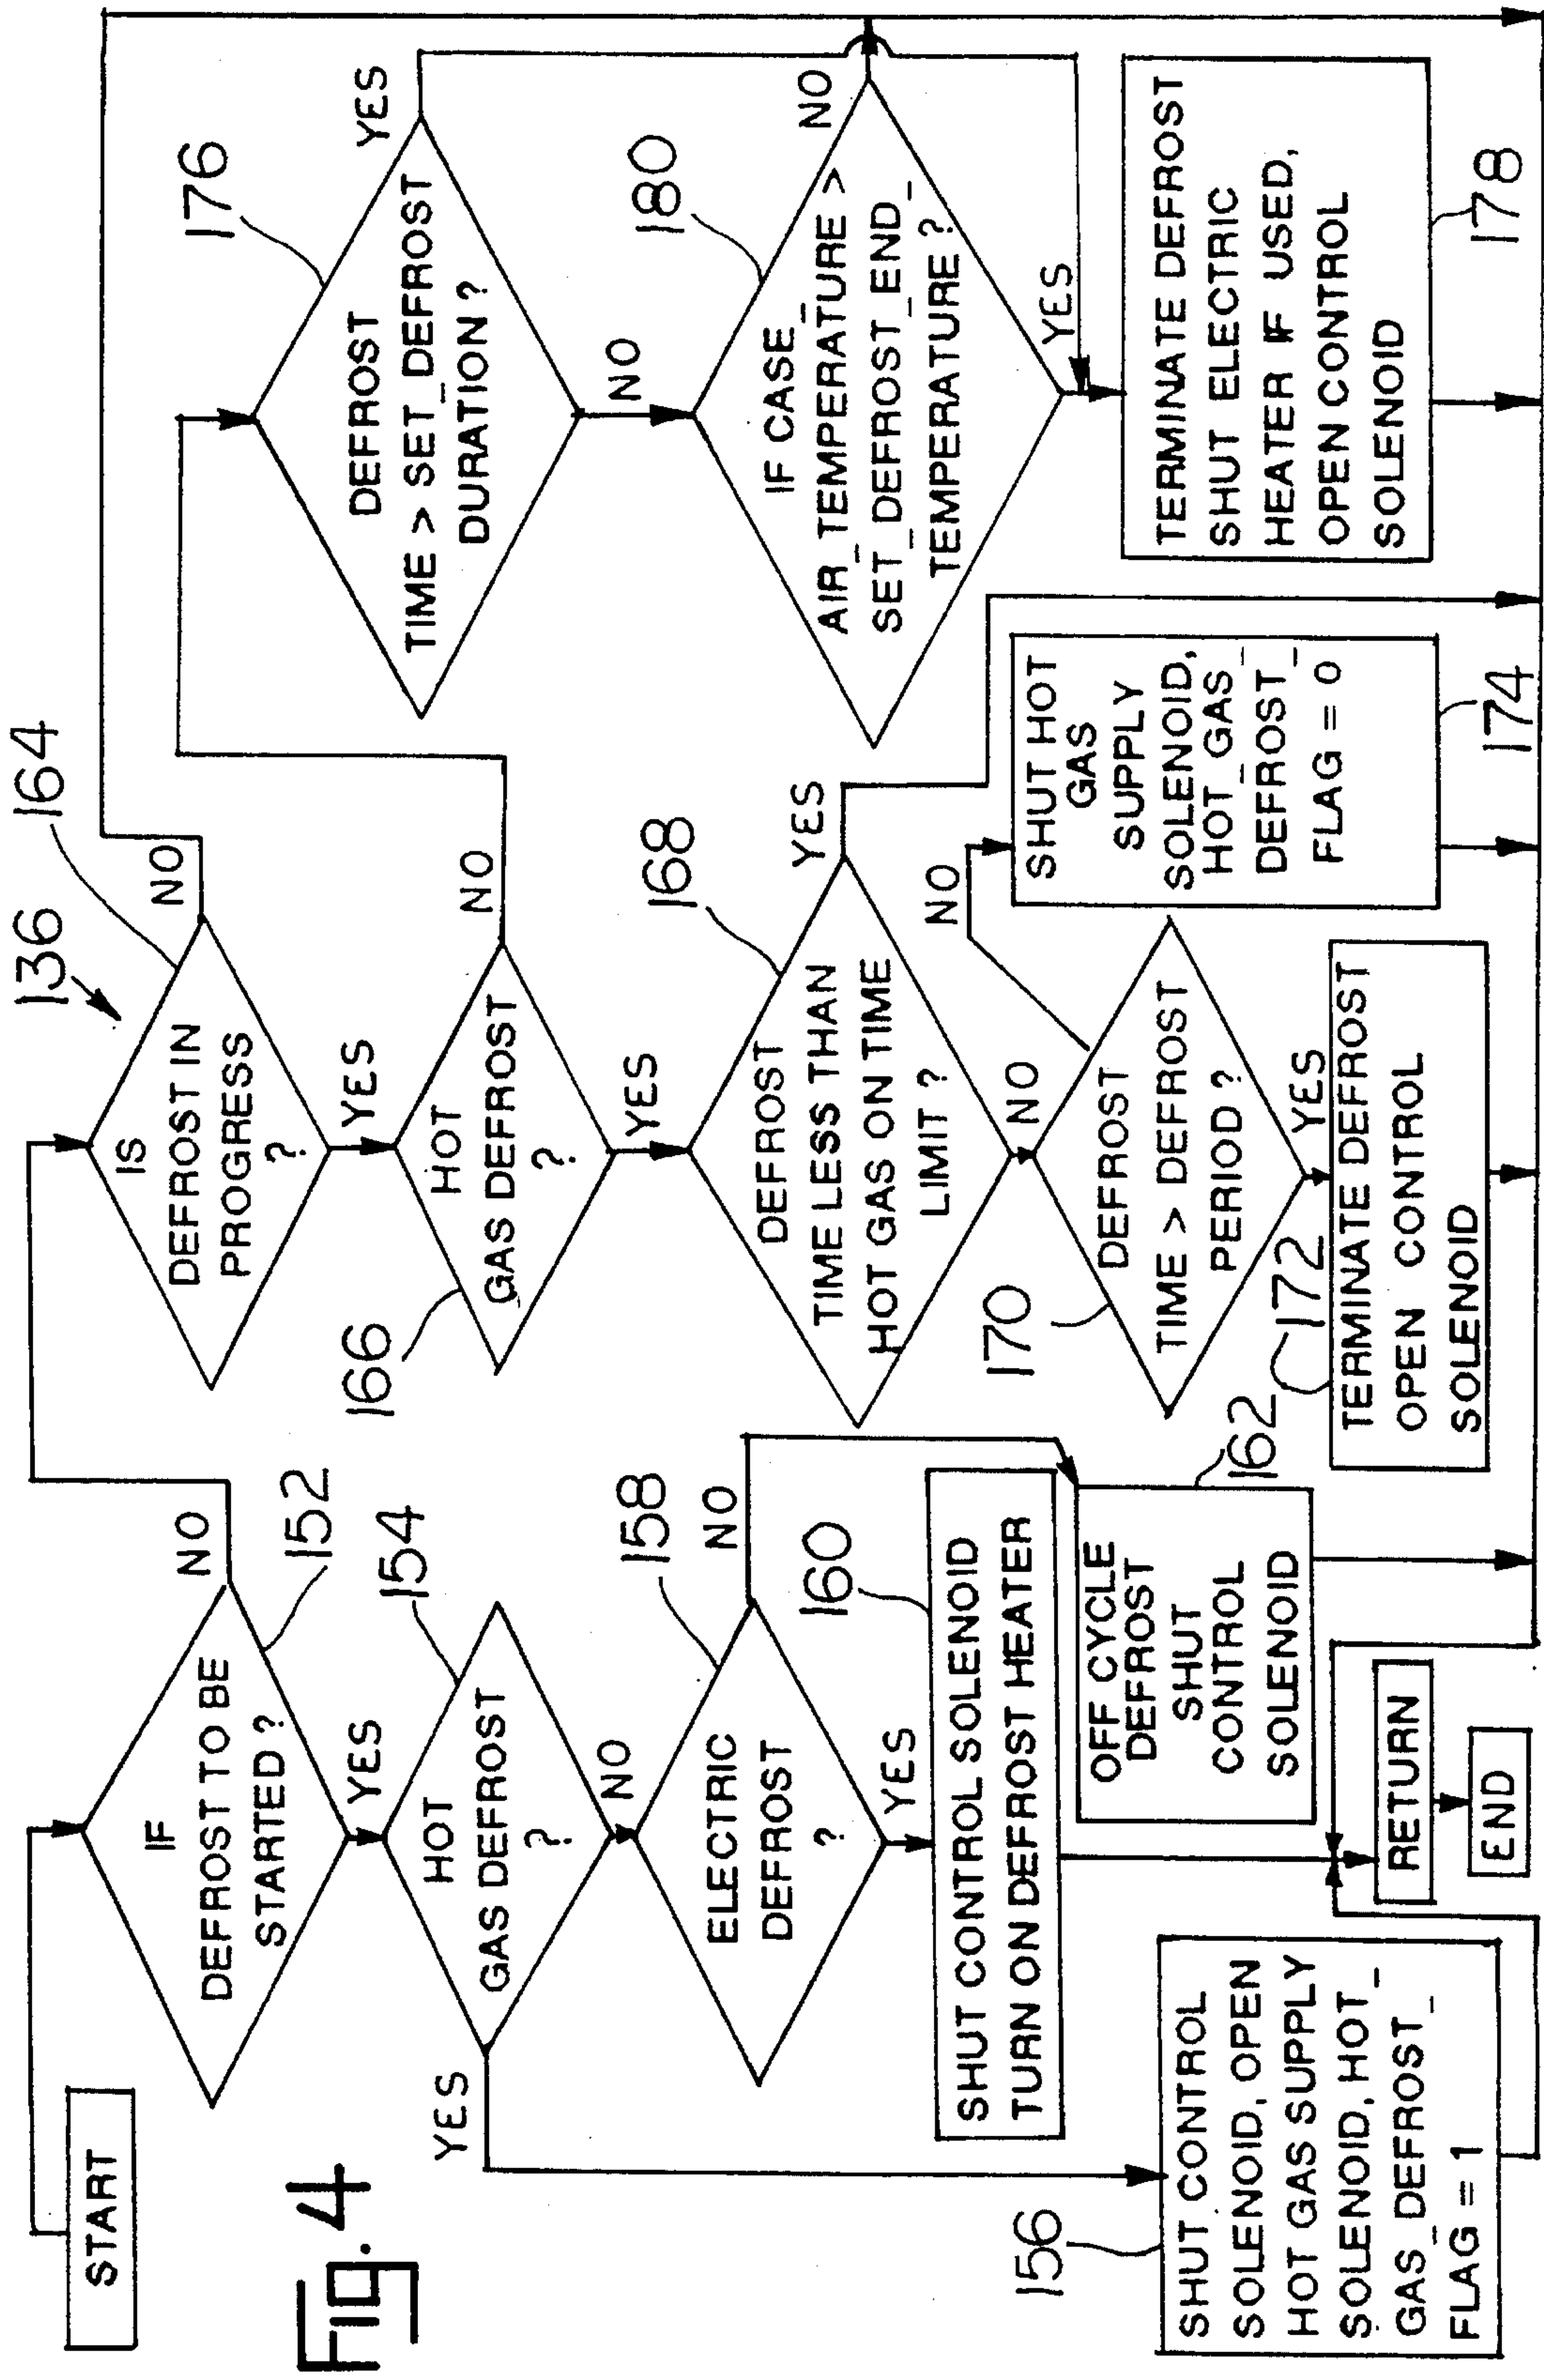 Fig. 4
START
136
IF
DEFROST TO BE
STARTED ?
NO
152
YES
HOT
GAS DEFROST
?
154
YES
NO
ELECTRIC
DEFROST
?
158
NO
YES
SHUT CONTROL SOLENOID
TURN ON DEFROST HEATER
160
OFF CYCLE
DEFROST
SHUT
CONTROL
SOLENOID
162
SHUT CONTROL
SOLENOID, OPEN
HOT GAS SUPPLY
SOLENOID, HOT_
GAS_DEFROST_
FLAG = 1
156
RETURN
END
IS
DEFROST IN
PROGRESS
?
164
NO
YES
HOT
GAS DEFROST
?
166
NO
YES
DEFROST
TIME LESS THAN
HOT GAS ON TIME
LIMIT ?
168
YES
NO
DEFROST
TIME > DEFROST
PERIOD ?
170
NO
YES
TERMINATE DEFROST
OPEN CONTROL
SOLENOID
172
SHUT HOT
GAS
SUPPLY
SOLENOID,
HOT_GAS_
DEFROST_
FLAG = 0
174
DEFROST
TIME > SET_DEFROST
DURATION ?
176
YES
NO
IF CASE_
AIR_TEMPERATURE >
SET_DEFROST_END_
TEMPERATURE ?
180
NO
YES
TERMINATE DEFROST
SHUT ELECTRIC
HEATER IF USED,
OPEN CONTROL
SOLENOID
178